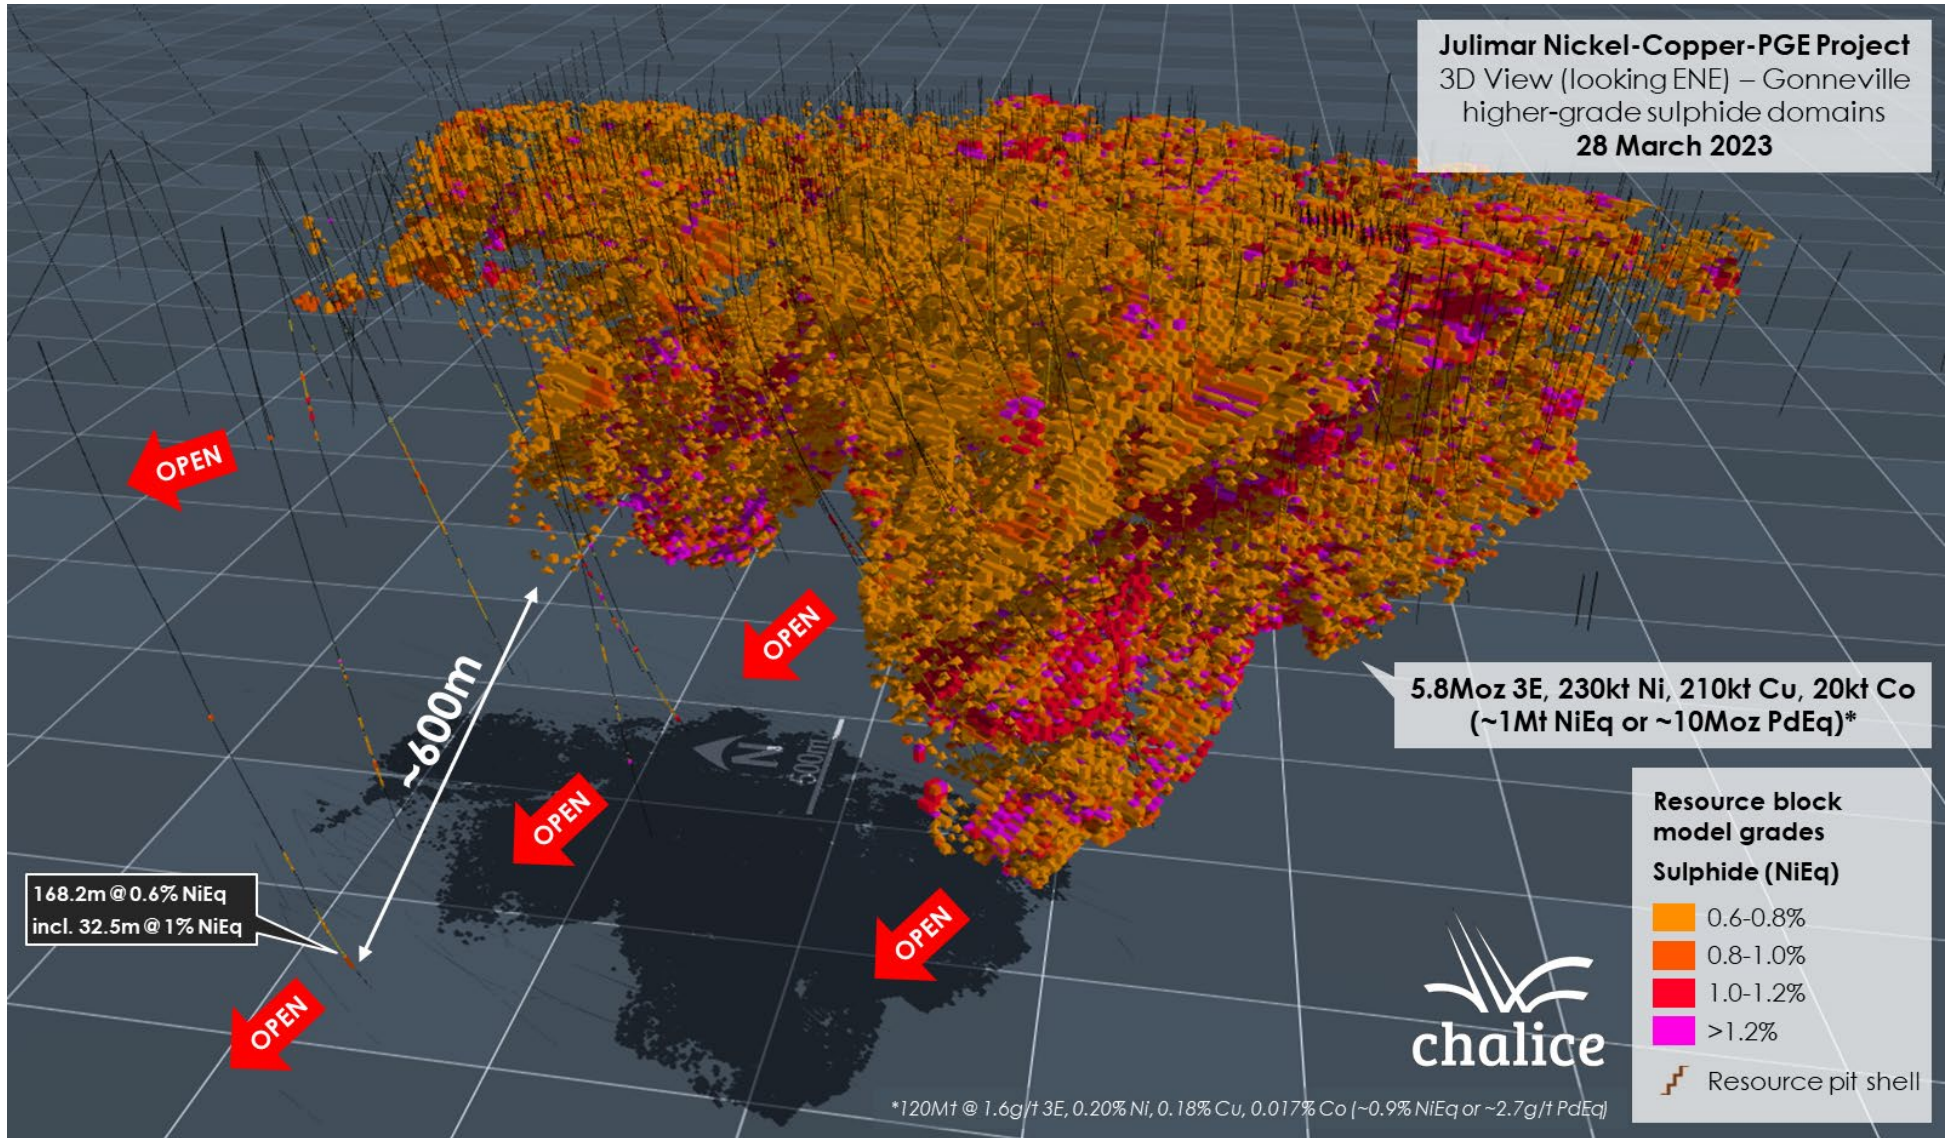 Julimar Nickel-Copper-PGE Project
3D View (looking ENE) – Gonneville
higher-grade sulphide domains
28 March 2023
OPEN
OPEN
~600m
N
500m
OPEN
OPEN
OPEN
168.2m @ 0.6% NiEq
incl. 32.5m @ 1% NiEq
5.8Moz 3E, 230kt Ni, 210kt Cu, 20kt Co
(~1Mt NiEq or ~10Moz PdEq)*
Resource block
model grades
Sulphide (NiEq)
0.6-0.8%
0.8-1.0%
1.0-1.2%
>1.2%
Resource pit shell
chalice
*120Mt @ 1.6g/t 3E, 0.20% Ni, 0.18% Cu, 0.017% Co (~0.9% NiEq or ~2.7g/t PdEq)